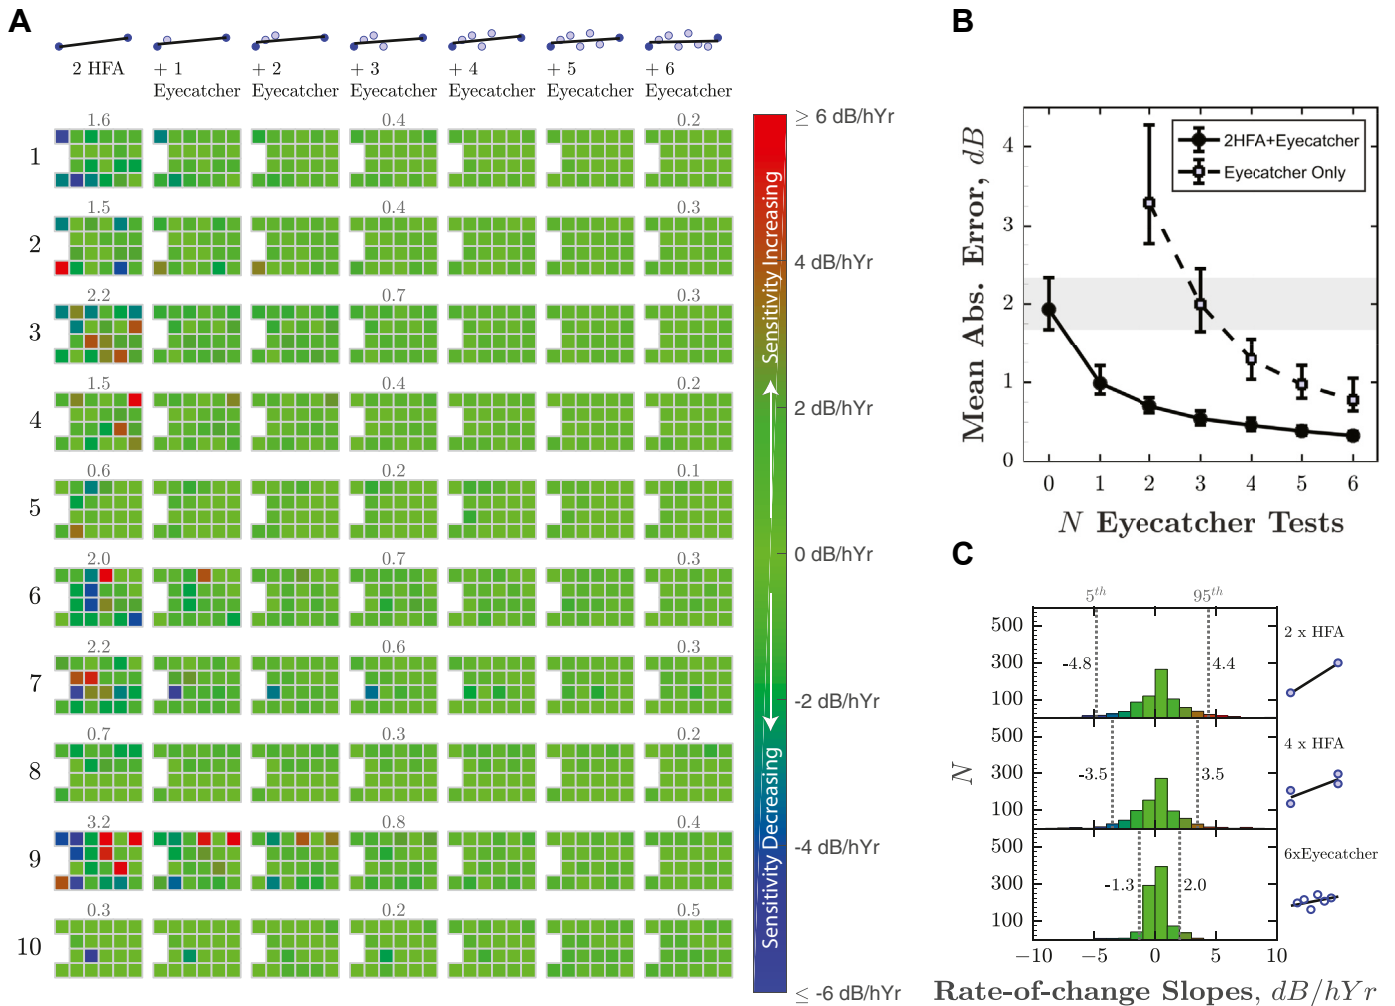 A
2 HFA
+ 1
Eyecatcher
+ 2
Eyecatcher
+ 3
Eyecatcher
+ 4
Eyecatcher
+ 5
Eyecatcher
+ 6
Eyecatcher
1
1.6
0.4
0.2
2
1.5
0.4
0.3
3
2.2
0.7
0.3
4
1.5
0.4
0.2
5
0.6
0.2
0.1
6
2.0
0.7
0.3
7
2.2
0.6
0.3
8
0.7
0.3
0.2
9
3.2
0.8
0.4
10
0.3
0.2
0.5
≥ 6 dB/hYr
4 dB/hYr
2 dB/hYr
0 dB/hYr
-2 dB/hYr
-4 dB/hYr
≤ -6 dB/hYr
Sensitivity Increasing
Sensitivity Decreasing
B
Mean Abs. Error, dB
4
3
2
1
0
2HFA+Eyecatcher
Eyecatcher Only
0 1 2 3 4 5 6
N Eyecatcher Tests
C
5th 95th
500
300
100
-4.8 4.4
2 x HFA
500
300
100
-3.5 3.5
4 x HFA
500
300
100
-1.3 2.0
6xEyecatcher
N
−10 −5 0 5 10
Rate-of-change Slopes, dB/hYr